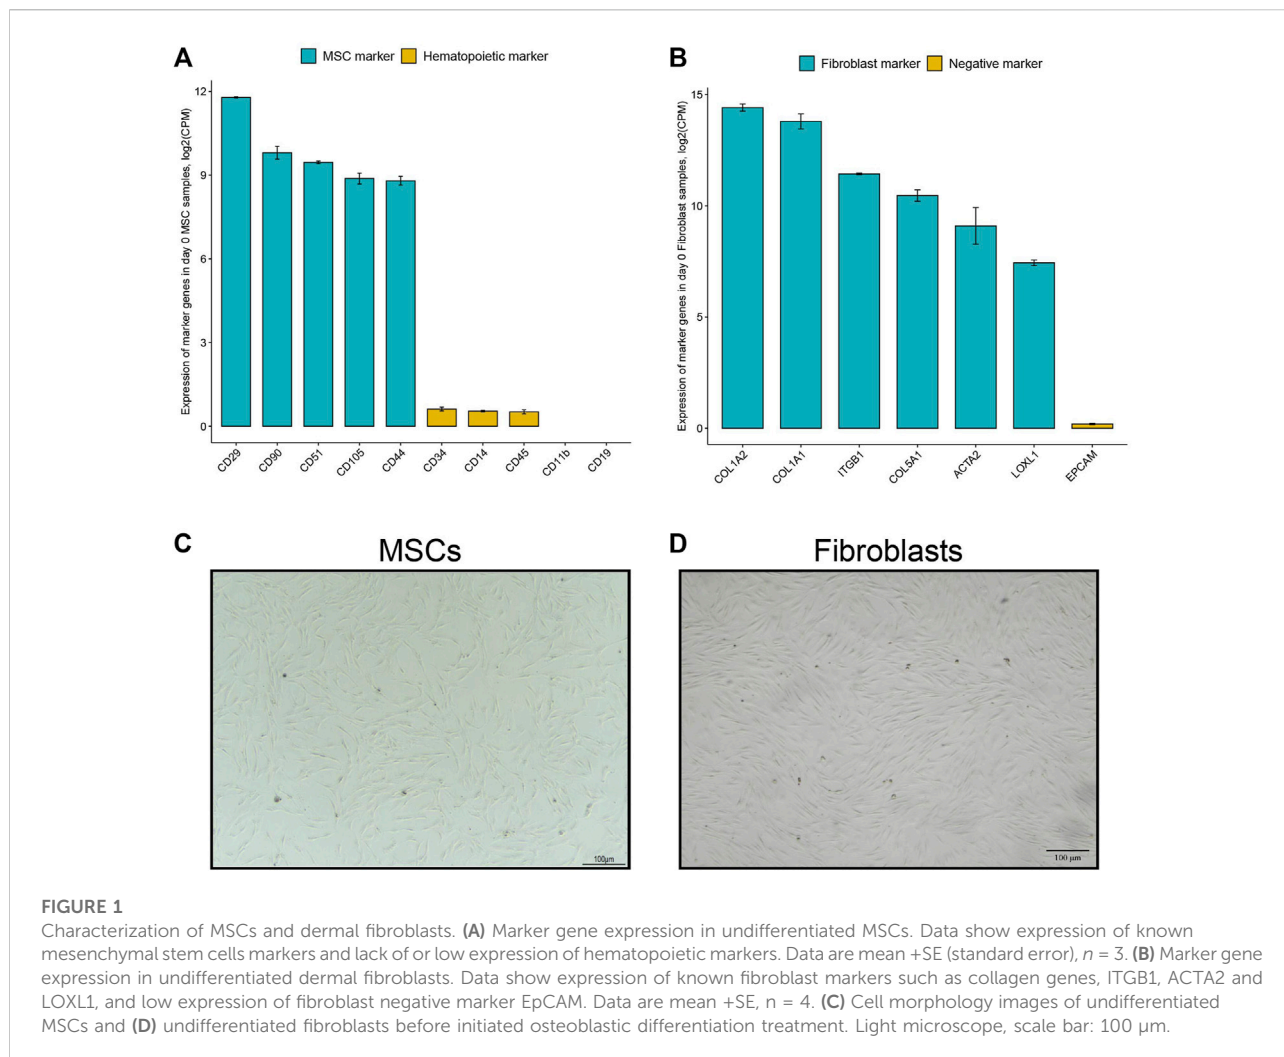 A
MSC marker
Hematopoietic marker
Expression of marker genes in day 0 MSC samples, log2(CPM)
12
9
6
3
0
CD29
CD90
CD51
CD105
CD44
CD34
CD14
CD45
CD11b
CD19
B
Fibroblast marker
Negative marker
Expression of marker genes in day 0 Fibroblast samples, log2(CPM)
15
10
5
0
COL1A2
COL1A1
ITGB1
COL5A1
ACTA2
LOXL1
EPCAM
C
MSCs
100μm
D
Fibroblasts
100 μm
FIGURE 1
Characterization of MSCs and dermal fibroblasts. (A) Marker gene expression in undifferentiated MSCs. Data show expression of known
mesenchymal stem cells markers and lack of or low expression of hematopoietic markers. Data are mean +SE (standard error), n = 3. (B) Marker gene
expression in undifferentiated dermal fibroblasts. Data show expression of known fibroblast markers such as collagen genes, ITGB1, ACTA2 and
LOXL1, and low expression of fibroblast negative marker EpCAM. Data are mean +SE, n = 4. (C) Cell morphology images of undifferentiated
MSCs and (D) undifferentiated fibroblasts before initiated osteoblastic differentiation treatment. Light microscope, scale bar: 100 μm.